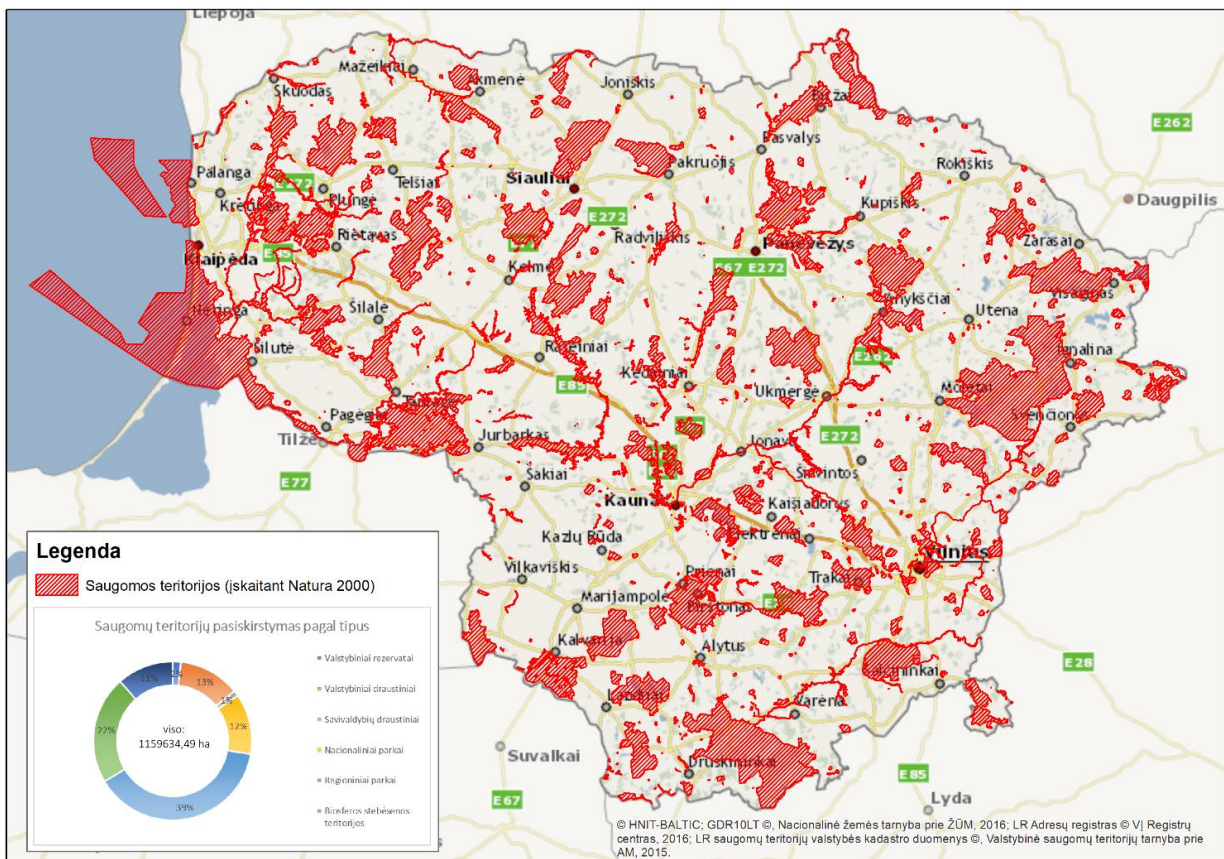 Liepoja
Mažeikiai
Akmenė
Joniškis
Skuodas
Biržai
E262
Pasvalys
Rokiškis
Palanga
Telšiai
Šiauliai
Pakruojis
E272
Plungė
Kretinga
Kupiškis
Daugpilis
E272
Radviliškis
Rietavas
Panevėžys
Zarasai
Klaipėda
E85
E67 E272
Kelmė
Visaginas
Neringa
Šilalė
Anykščiai
Utena
Šilutė
Raseiniai
E262
Ignalina
E85
Kėdainiai
Ukmergė
Molėtai
Tauragė
Pagėgiai
Švenčionys
Tilžė
Jurbarkas
Jonava
E272
Širvintos
E77
Šakiai
Kaunas
Kaišiadorys
Elektrėnai
Kazlų Rūda
Vilnius
Vilkaviškis
Prienai
Trakai
Birštonas
Marijampolė
Kalvarija
Alytus
E28
Šalčininkai
Lazdijai
Varėna
Suvalkai
Druskininkai
E85
E67
Lyda
Legenda
Saugomos teritorijos (įskaitant Natura 2000)
Saugomų teritorijų pasiskirstymas pagal tipus
11%
2%
13%
1%
12%
39%
22%
viso:
1159634,49 ha
Valstybiniai rezervatai
Valstybiniai draustiniai
Savivaldybių draustiniai
Nacionaliniai parkai
Regioniniai parkai
Biosferos stebėsenos
teritorijos
© HNIT-BALTIC; GDR10LT ©, Nacionalinė žemės tarnyba prie ŽŪM, 2016; LR Adresų registras © VĮ Registrų
centras, 2016; LR saugomų teritorijų valstybės kadastro duomenys ©, Valstybinė saugomų teritorijų tarnyba prie
AM, 2015.